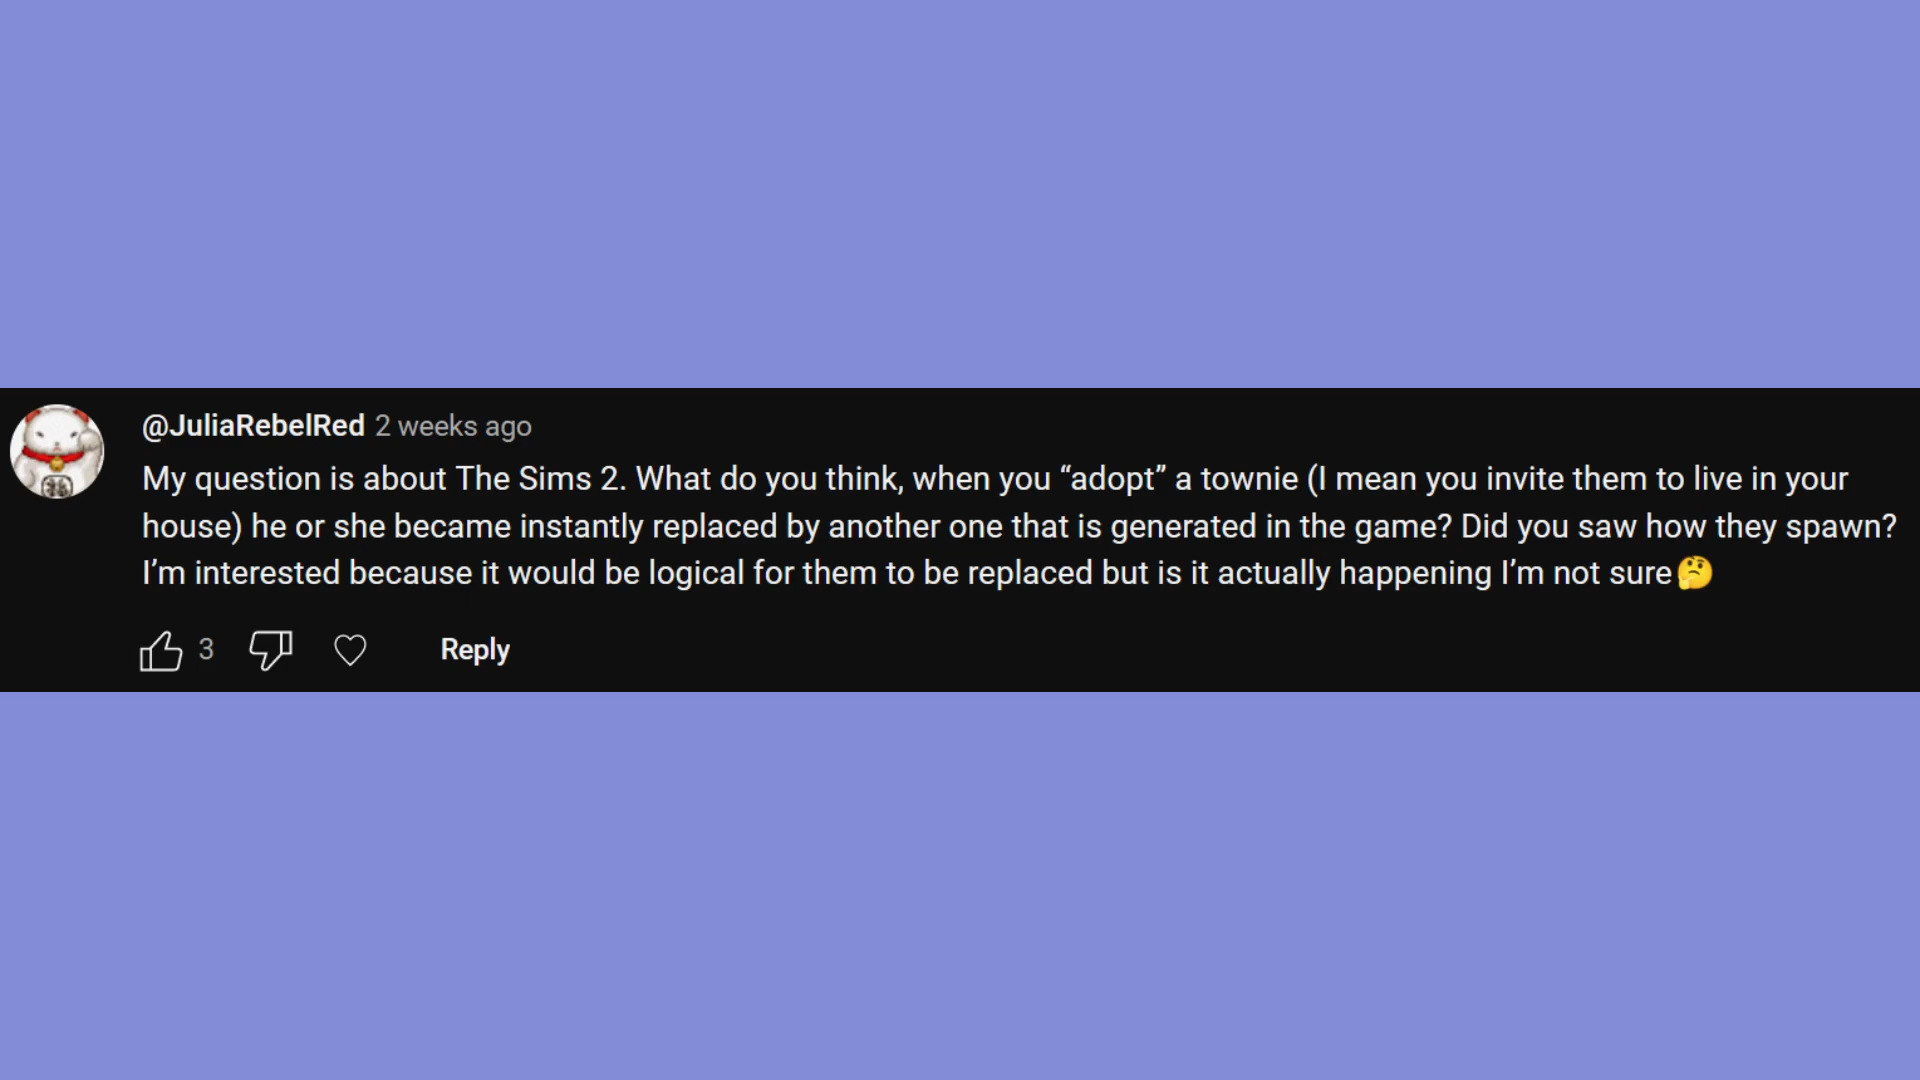 @JuliaRebelRed 2 weeks ago
My question is about The Sims 2. What do you think, when you “adopt” a townie (I mean you invite them to live in your
house) he or she became instantly replaced by another one that is generated in the game? Did you saw how they spawn?
I’m interested because it would be logical for them to be replaced but is it actually happening I’m not sure🤔
3 Reply